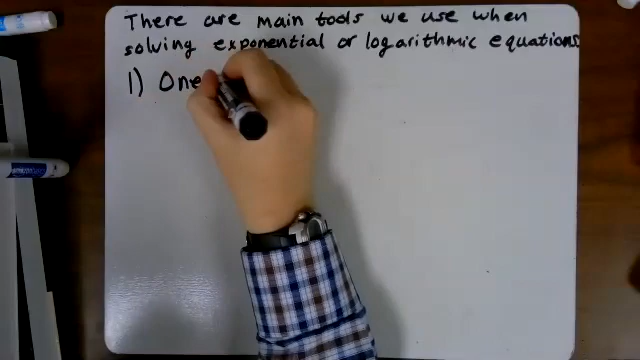 There are main tools we use when
solving exponential or logarithmic equations
1) One